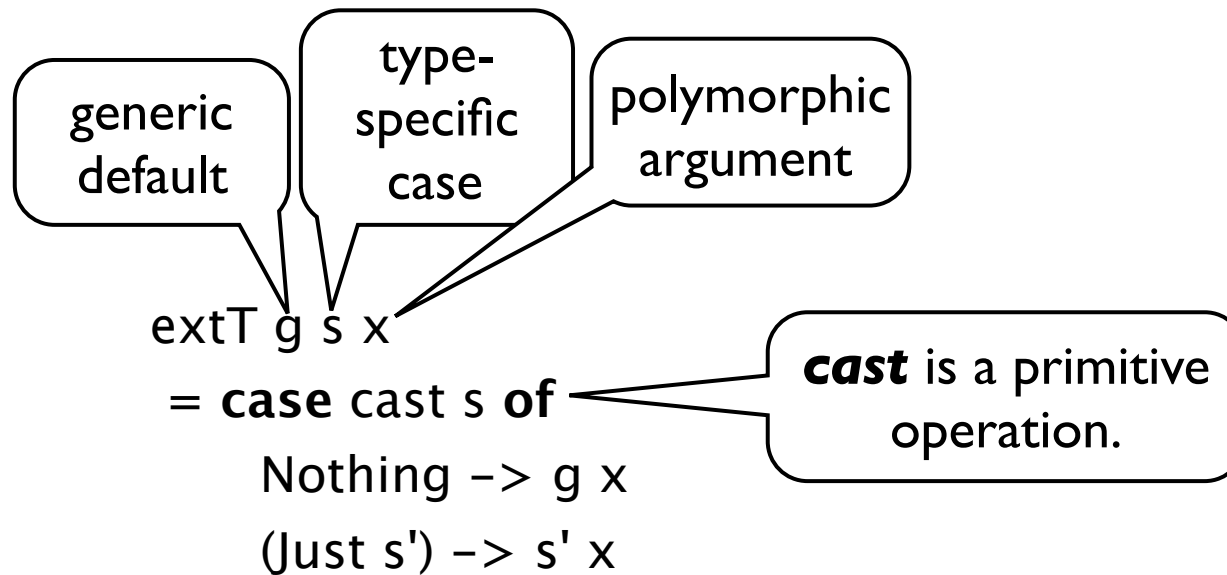 generic
default
type-
specific
case
polymorphic
argument
extT g s x
= case cast s of
cast is a primitive
operation.
Nothing –> g x
(Just s') –> s' x